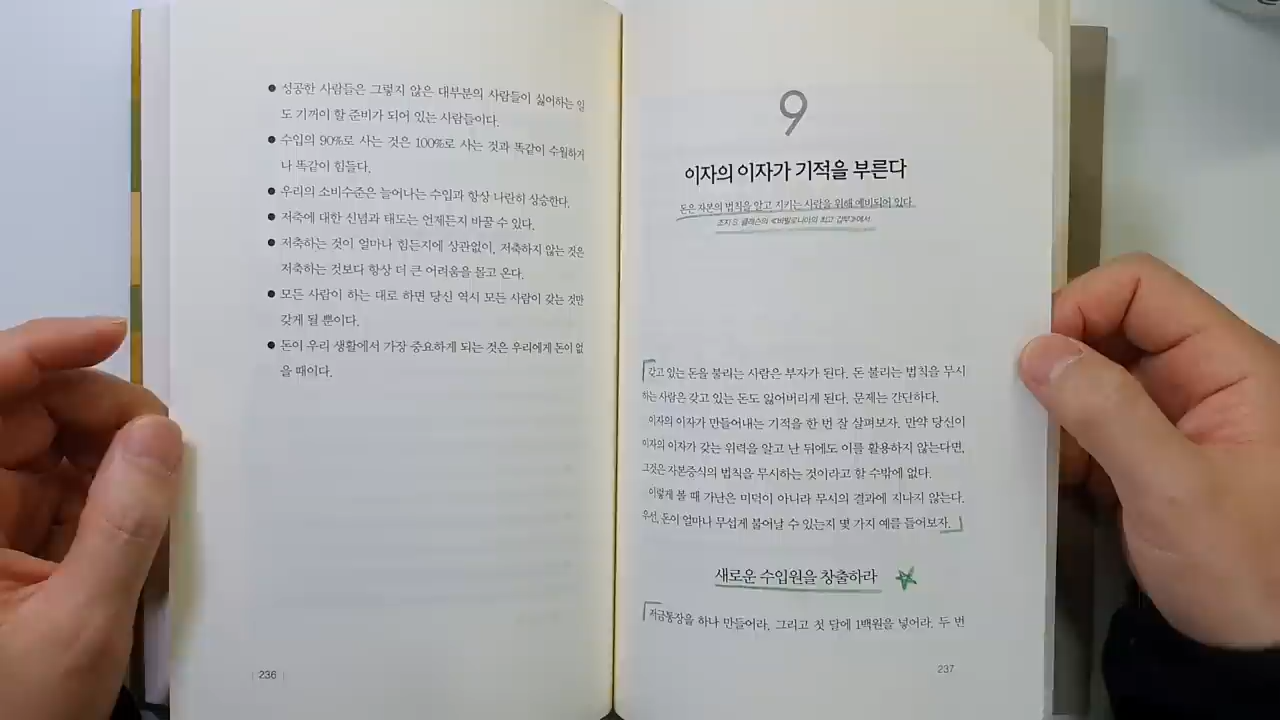 ● 성공한 사람들은 그렇지 않은 대부분의 사람들이 싫어하는 일
도 기꺼이 할 준비가 되어 있는 사람들이다.
● 수입의 90%로 사는 것은 100%로 사는 것과 똑같이 수월하거
나 똑같이 힘들다.
● 우리의 소비수준은 늘어나는 수입과 항상 나란히 상승한다.
● 저축에 대한 신념과 태도는 언제든지 바꿀 수 있다.
● 저축하는 것이 얼마나 힘든지에 상관없이, 저축하지 않는 것은
저축하는 것보다 항상 더 큰 어려움을 몰고 온다.
● 모든 사람이 하는 대로 하면 당신 역시 모든 사람이 갖는 것만
갖게 될 뿐이다.
● 돈이 우리 생활에서 가장 중요하게 되는 것은 우리에게 돈이 없
을 때이다.
236
9
이자의 이자가 기적을 부른다
돈은 자본의 법칙을 알고 지키는 사람을 위해 예비되어 있다.
조지 S. 클래슨의 ≪바빌로니아의 최고 갑부≫에서
갖고 있는 돈을 불리는 사람은 부자가 된다. 돈 불리는 법칙을 무시
하는 사람은 갖고 있는 돈도 잃어버리게 된다. 문제는 간단하다.
이자의 이자가 만들어내는 기적을 한 번 잘 살펴보자. 만약 당신이
이자의 이자가 갖는 위력을 알고 난 뒤에도 이를 활용하지 않는다면,
그것은 자본증식의 법칙을 무시하는 것이라고 할 수밖에 없다.
이렇게 볼 때 가난은 미덕이 아니라 무시의 결과에 지나지 않는다.
우선, 돈이 얼마나 무섭게 불어날 수 있는지 몇 가지 예를 들어보자.
새로운 수입원을 창출하라
저금통장을 하나 만들어라. 그리고 첫 달에 1백원을 넣어라. 두 번
237